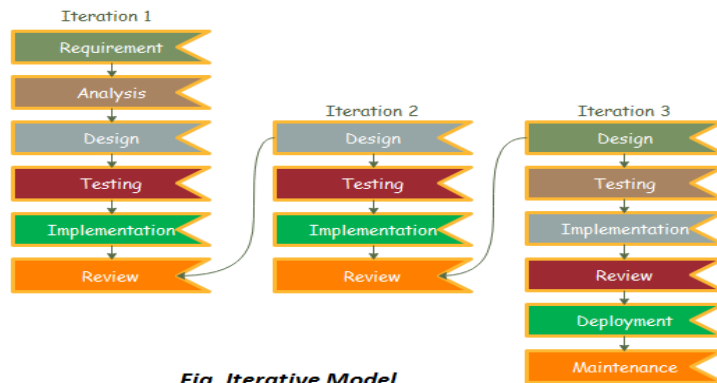 Iteration 1
Requirement
Analysis
Design
Testing
Implementation
Review
Iteration 2
Design
Testing
Implementation
Review
Iteration 3
Design
Testing
Implementation
Review
Deployment
Maintenance
Fig. Iterative Model